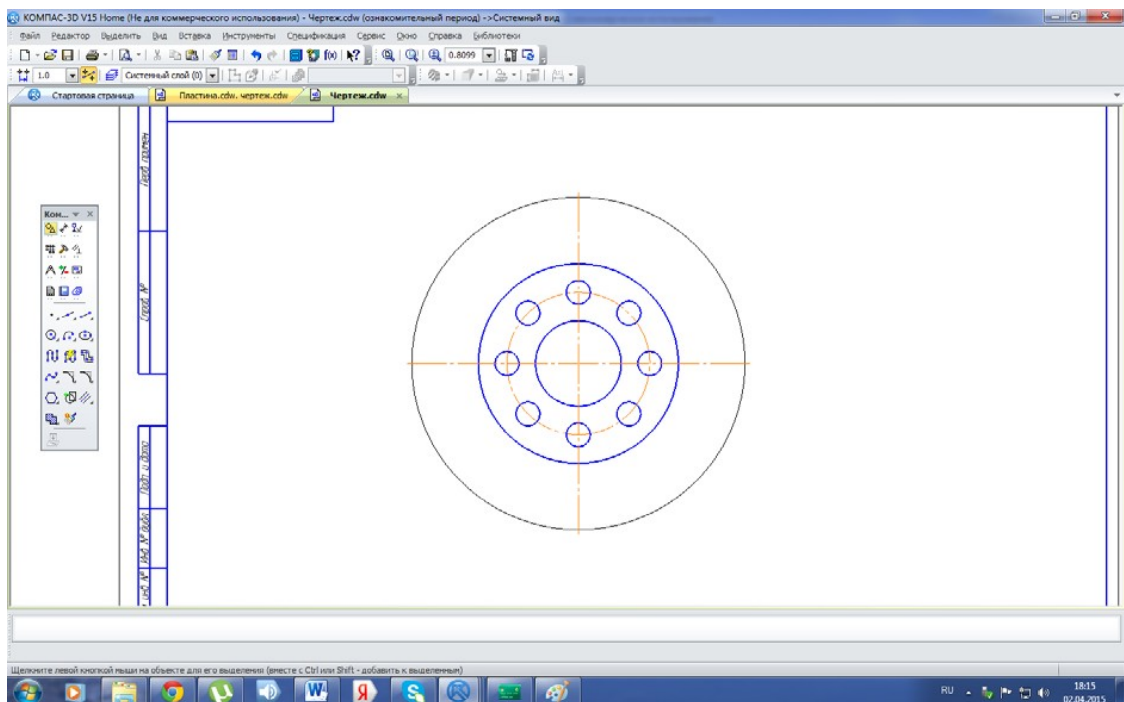 КОМПАС-3D V15 Home (Не для коммерческого использования) - Чертеж.cdw (ознакомительный период) ->Системный вид
Файл Редактор Выделить Вид Вставка Инструменты Спецификация Сервис Окно Справка Библиотеки
0.8099
1.0 Системный слой (0)
Стартовая страница Пластина.cdw. чертеж.cdw Чертеж.cdw
Перв. примен.
Ком...
Справ. №
Подп. и дата
Инв. № дубл.
инв. №
Щелкните левой кнопкой мыши на объекте для его выделения (вместе с Ctrl или Shift - добавить к выделенным)
RU 18:15
02.04.2015